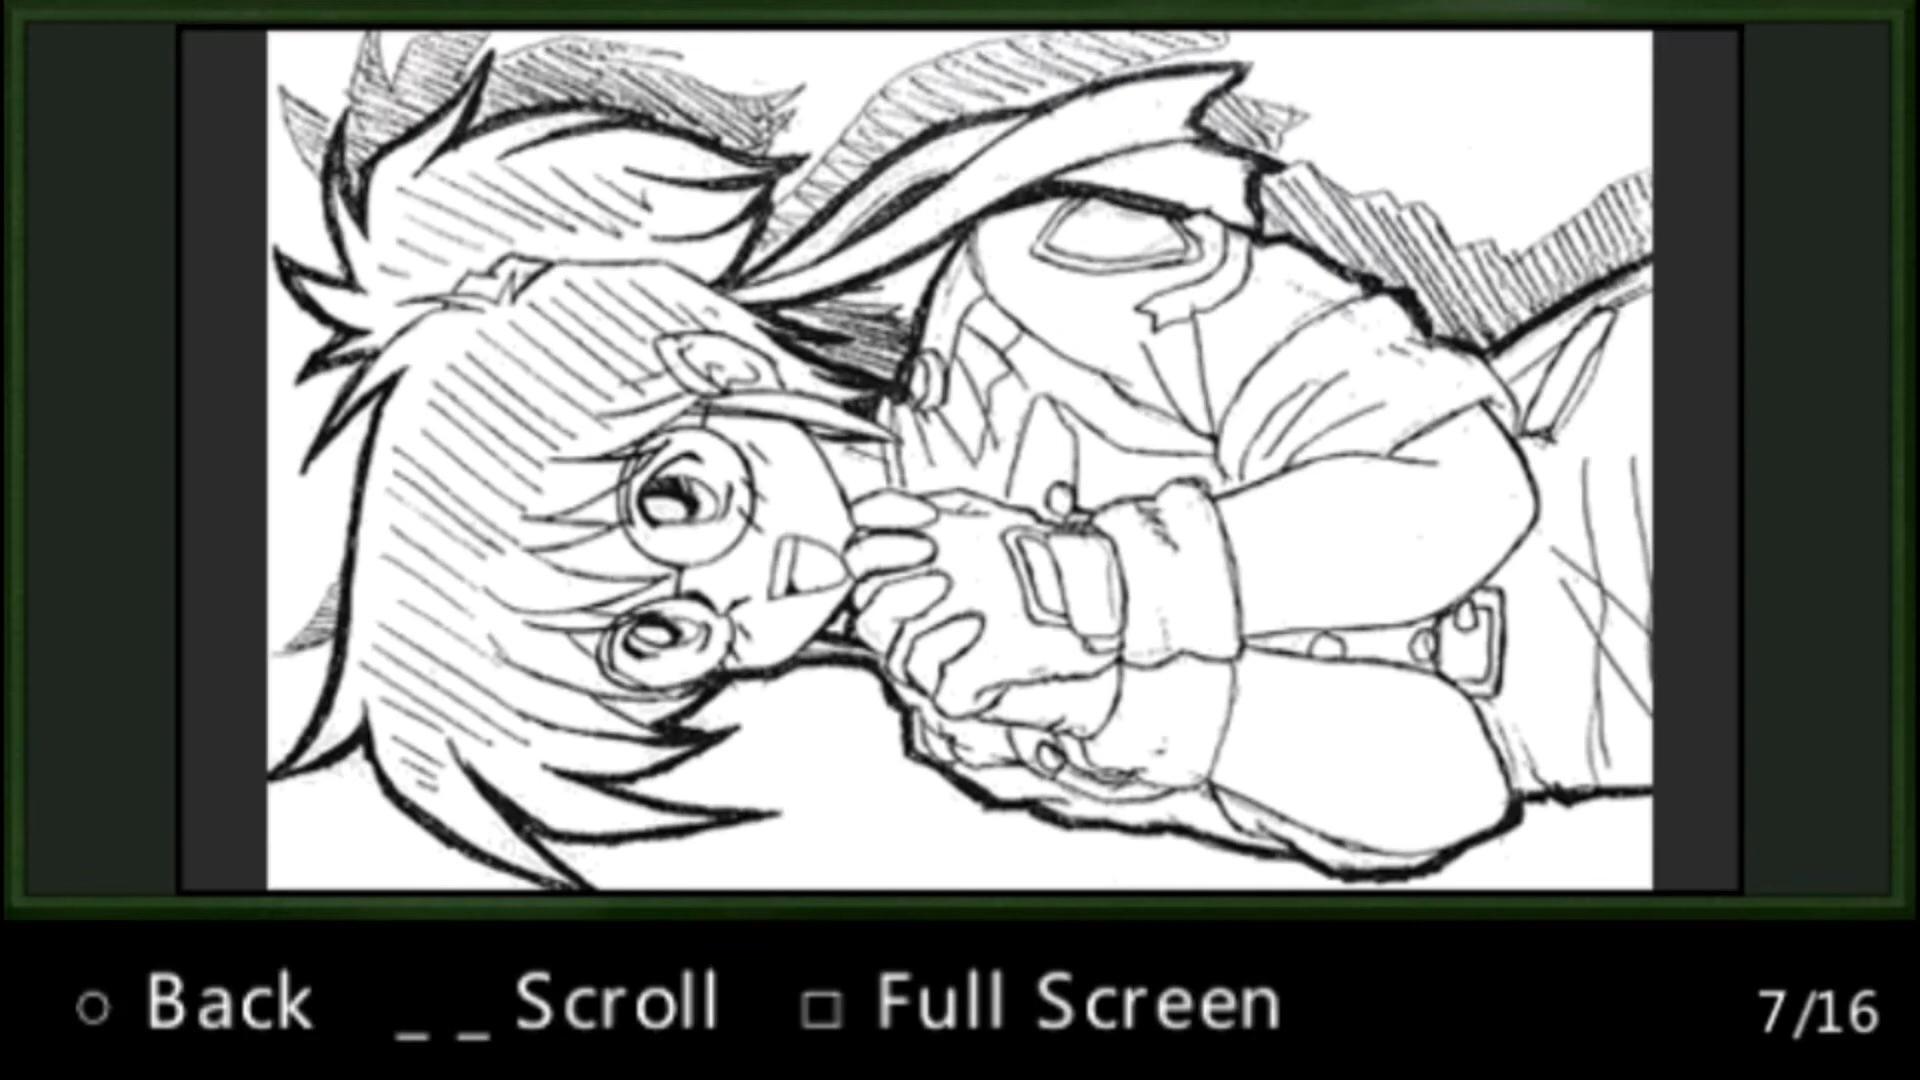 ○ Back _ _ Scroll □ Full Screen 7/16